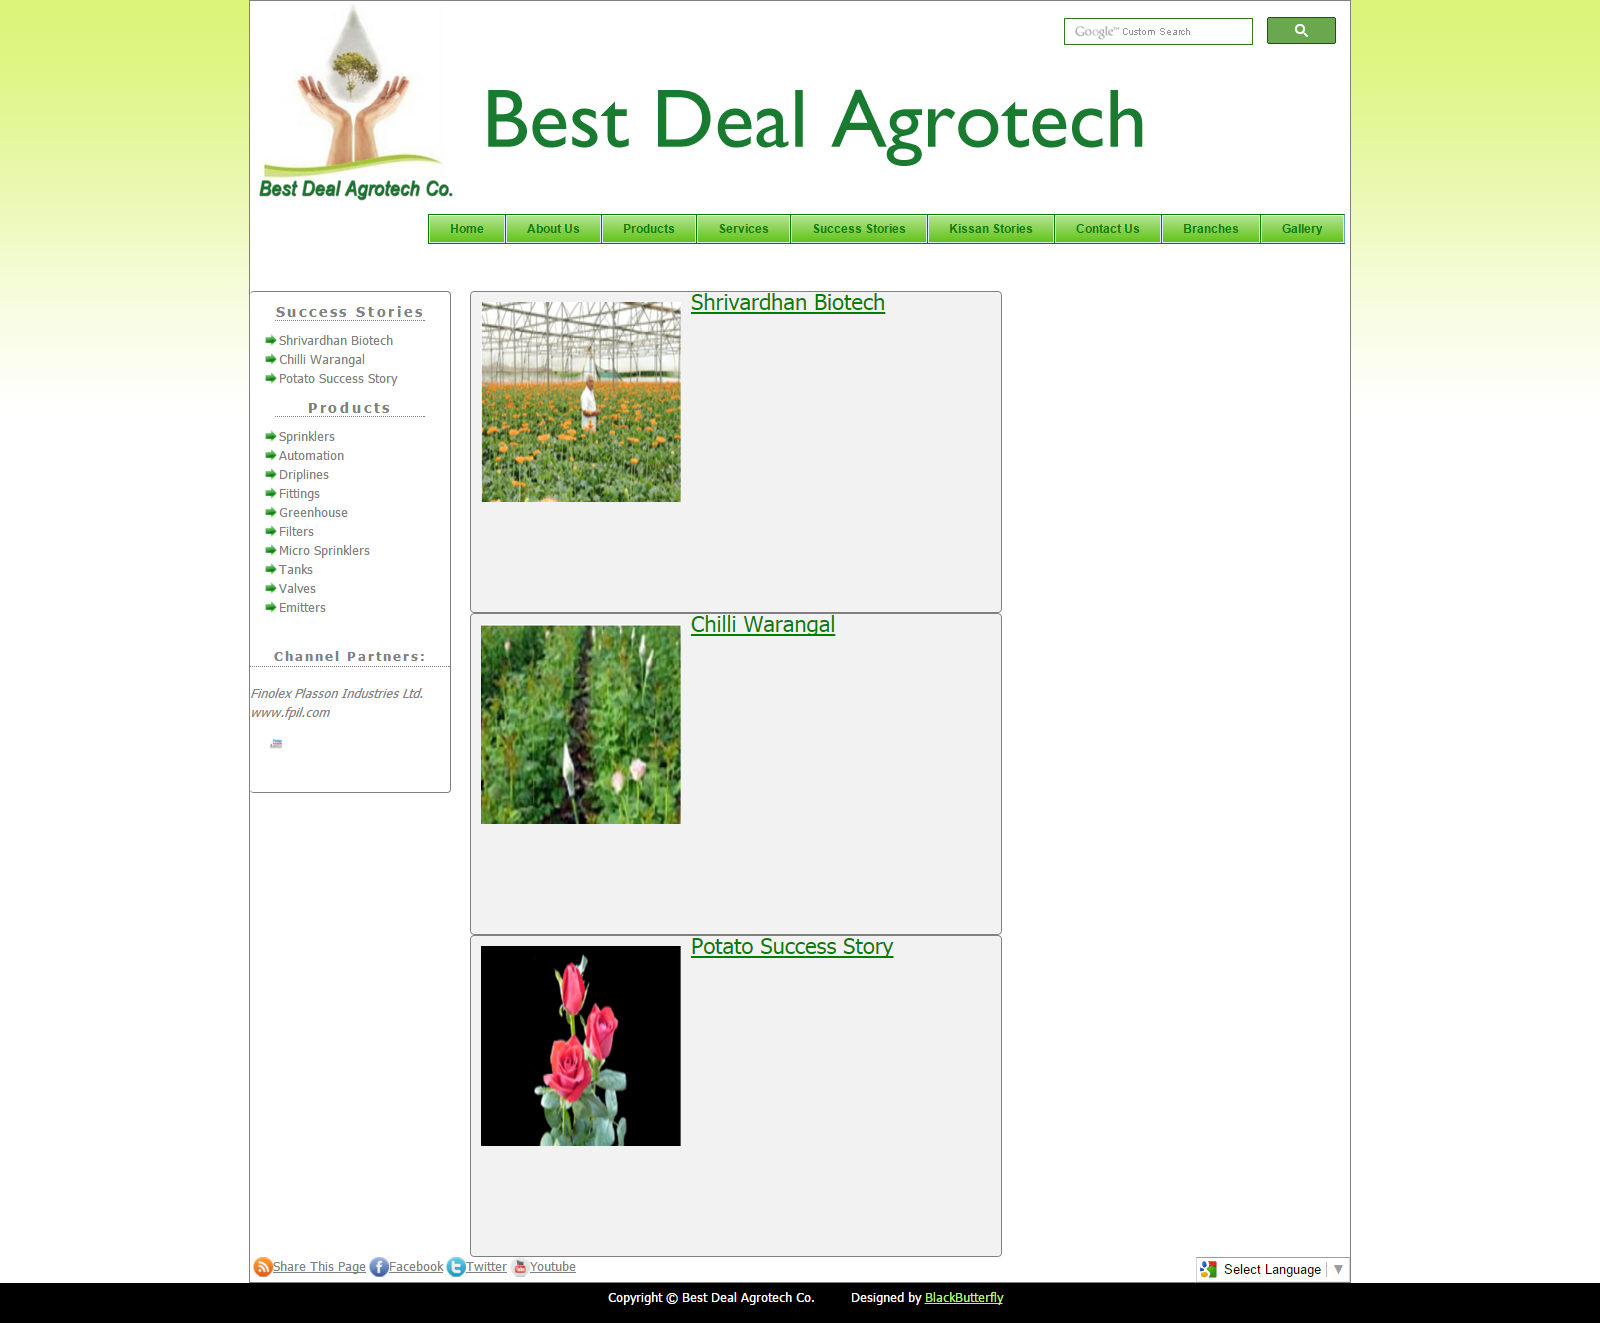 Google™ Custom Search
Best Deal Agrotech
Best Deal Agrotech Co.
Home About Us Products Services Success Stories Kissan Stories Contact Us Branches Gallery
Success Stories
Shrivardhan Biotech
Chilli Warangal
Potato Success Story
Products
Sprinklers
Automation
Driplines
Fittings
Greenhouse
Filters
Micro Sprinklers
Tanks
Valves
Emitters
Channel Partners:
Finolex Plasson Industries Ltd.
www.fpil.com
Shrivardhan Biotech
Chilli Warangal
Potato Success Story
Share This Page Facebook Twitter Youtube
Select Language ▼
Copyright © Best Deal Agrotech Co. Designed by BlackButterfly